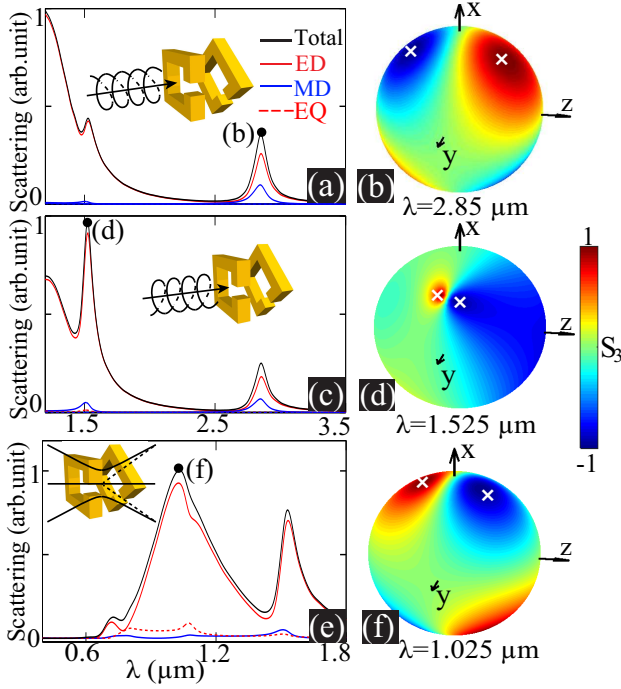 Scattering (arb.unit)
1
0
Total
ED
MD
EQ
(b)
(a)
x
z
y
(b)
λ=2.85 μm
Scattering (arb.unit)
1
0
(d)
(c)
1.5
2.5
3.5
x
z
y
(d)
λ=1.525 μm
1
S3
-1
Scattering (arb.unit)
1
0
(f)
(e)
0.6
1.2
1.8
λ (μm)
x
z
y
(f)
λ=1.025 μm